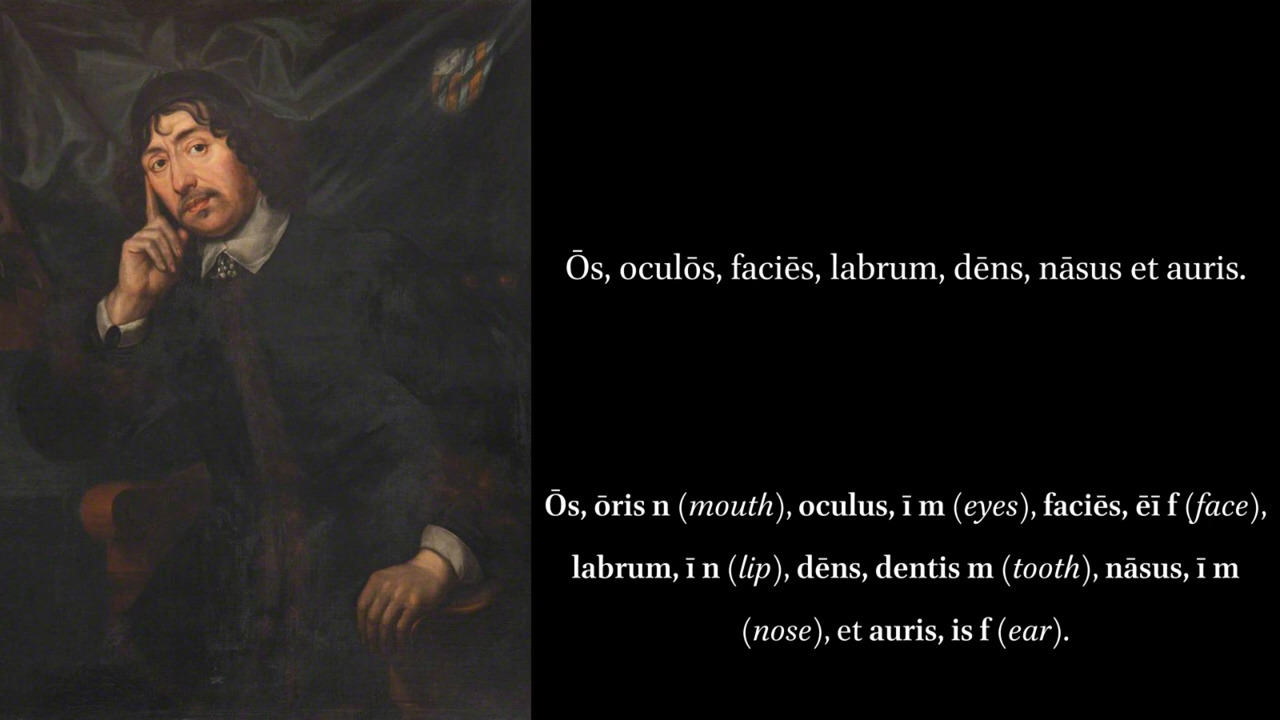 Ōs, oculōs, faciēs, labrum, dēns, nāsus et auris.
Ōs, ōris n (mouth), oculus, ī m (eyes), faciēs, ēī f (face),
labrum, ī n (lip), dēns, dentis m (tooth), nāsus, ī m
(nose), et auris, is f (ear).